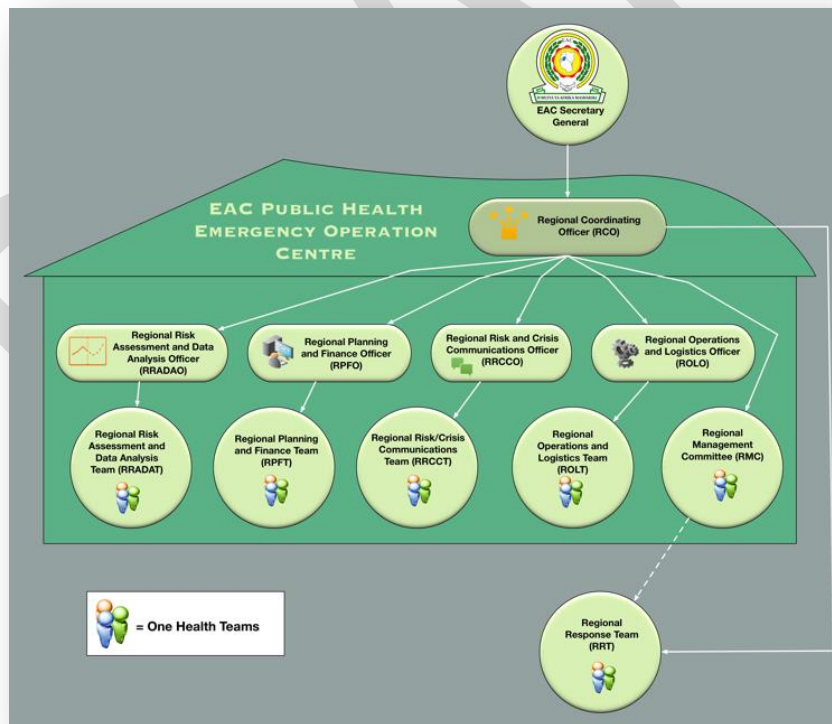 EAC Secretary
General
EAC PUBLIC HEALTH
EMERGENCY OPERATION
CENTRE
Regional Coordinating
Officer (RCO)
Regional Risk
Assessment and Data
Analysis Officer
(RRADAO)
Regional Planning
and Finance Officer
(RPFO)
Regional Risk and Crisis
Communications Officer
(RRCCO)
Regional Operations
and Logistics Officer
(ROLO)
Regional Risk
Assessment and
Data Analysis
Team (RRADAT)
Regional Planning
and Finance Team
(RPFT)
Regional Risk/Crisis
Communications
Team (RRCCT)
Regional
Operations and
Logistics Team
(ROLT)
Regional
Management
Committee (RMC)
= One Health Teams
Regional
Response Team
(RRT)